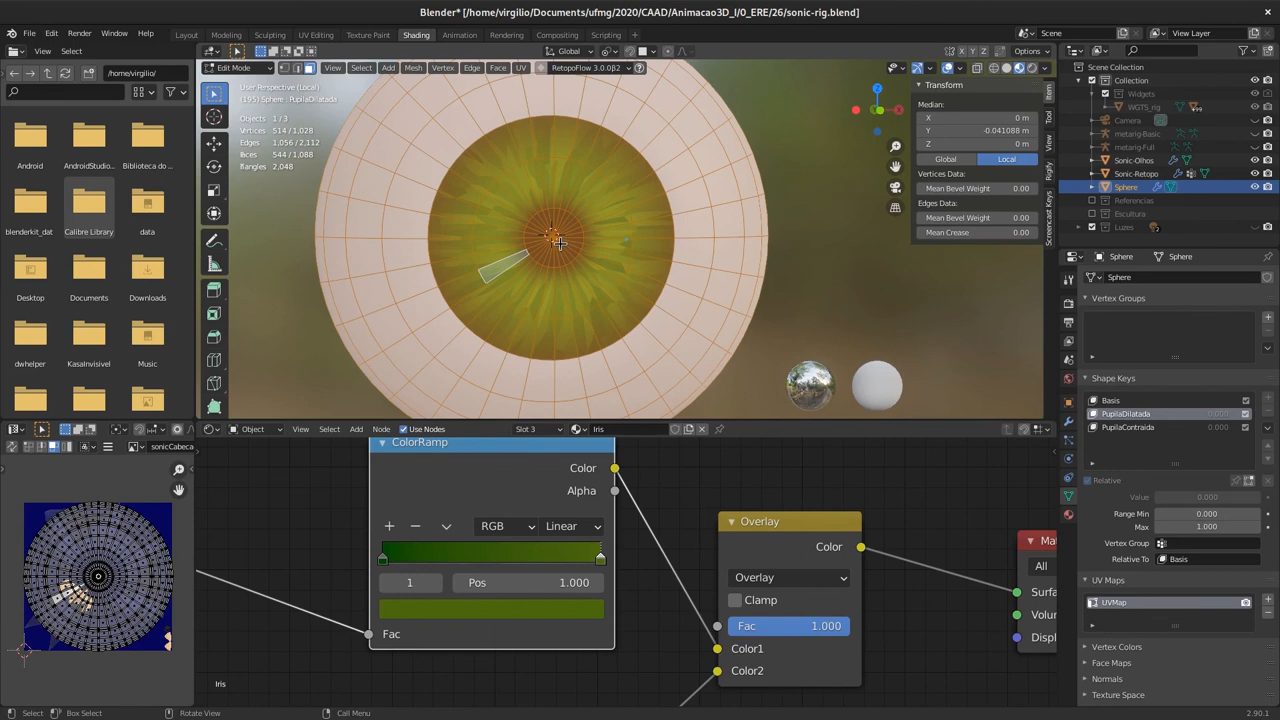 Blender* [/home/virgilio/Documents/ufmg/2020/CAAD/Animacao3D_I/0_ERE/26/sonic-rig.blend]
File Edit Render Window Help Layout Modeling Sculpting UV Editing Texture Paint Shading Animation Rendering Compositing Scripting + Scene View Layer
View Select
Global Options
/home/virgilio/
Edit Mode View Select Add Mesh Vertex Edge Face UV RetopoFlow 3.0.0β2
User Perspective (Local)
(195) Sphere : PupilaDilatada
Objects 1 / 3
Vertices 514 / 1,028
Edges 1,056 / 2,112
Faces 544 / 1,088
Triangles 2,048
Android
AndroidStudio...
Biblioteca do ...
blenderkit_dat
Calibre Library
data
Desktop
Documents
Downloads
dwhelper
KasaInvisivel
Music
Transform
Median:
X 0 m
Y -0.041088 m
Z 0 m
Global Local
Vertices Data:
Mean Bevel Weight 0.00
Edges Data:
Mean Bevel Weight 0.00
Mean Crease 0.00
Item
Tool
View
Rigify
Screencast Keys
X
Z
Scene Collection
Collection
Widgets
WGTS_rig
Camera
metarig-Basic
metarig-Full
Sonic-Olhos
Sonic-Retopo
Sphere
Referencias
Escultura
Luzes
Sphere Sphere
Sphere
Vertex Groups
Shape Keys
Basis
PupilaDilatada 0.000
PupilaContraida 0.000
Relative
Value 0.000
Range Min 0.000
Max 1.000
Vertex Group
Relative To Basis
UV Maps
UVMap
Vertex Colors
Face Maps
Normals
Texture Space
Object View Select Add Node Use Nodes Slot 3 Iris
sonicCabeca
ColorRamp
Color
Alpha
RGB Linear
1 Pos 1.000
Fac
Overlay
Color
Overlay
Clamp
Fac 1.000
Color1
Color2
All
Iris
Select Box Select Rotate View Call Menu 2.90.1